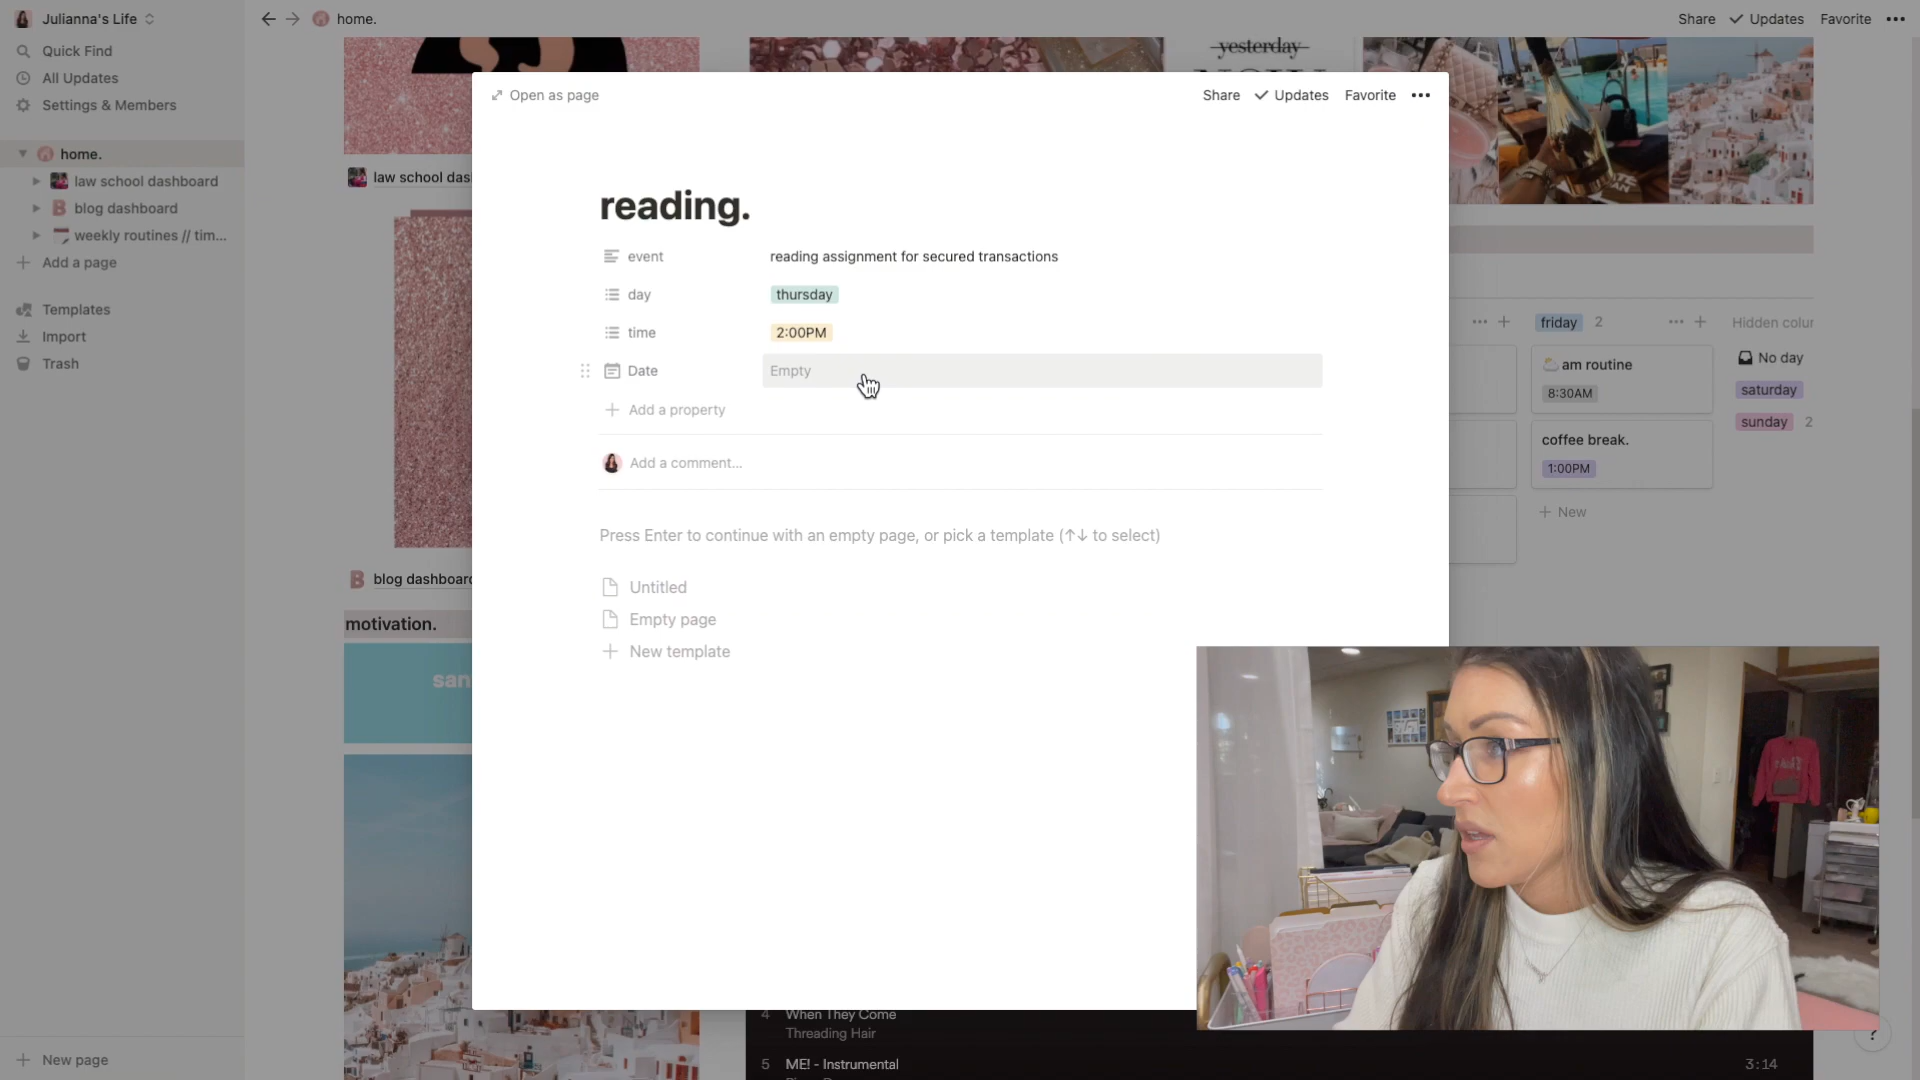 Julianna's Life
Quick Find
All Updates
Settings & Members
home.
law school dashboard
blog dashboard
weekly routines // tim...
Add a page
Templates
Import
Trash
New page
home.
Share
Updates
Favorite
yesterday
law school das
blog dashboard
motivation.
san
Open as page
Share
Updates
Favorite
reading.
event
reading assignment for secured transactions
day
thursday
time
2:00PM
Date
Empty
Add a property
Add a comment...
Press Enter to continue with an empty page, or pick a template (↑↓ to select)
Untitled
Empty page
New template
friday 2
Hidden colur
am routine
8:30AM
No day
saturday
coffee break.
1:00PM
sunday 2
New
4 When They Come
Threading Hair
5 ME! - Instrumental
3:14
?